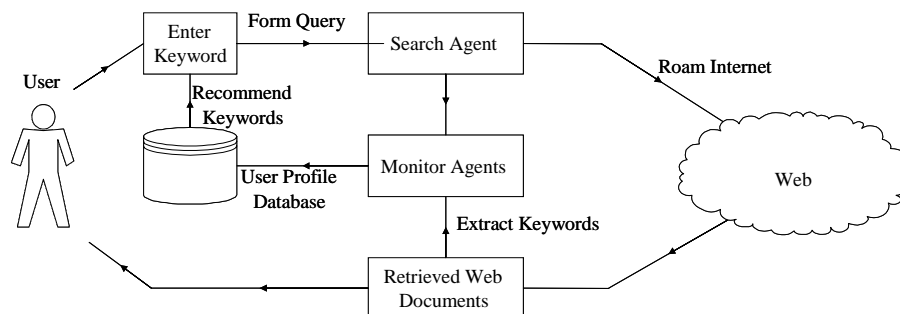 Form Query
Enter
Keyword
Search Agent
Roam Internet
User
Recommend
Keywords
Monitor Agents
User Profile
Database
Web
Extract Keywords
Retrieved Web
Documents